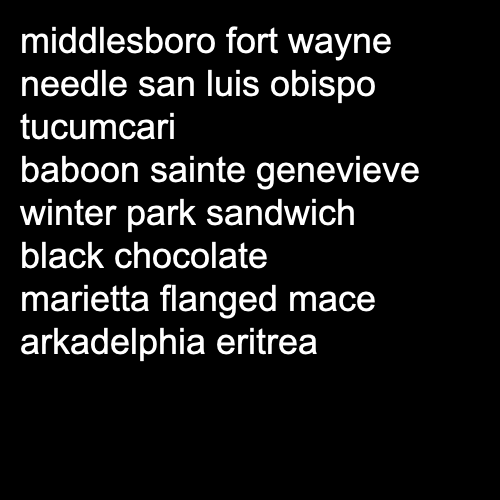 middlesboro fort wayne
needle san luis obispo
tucumcari
baboon sainte genevieve
winter park sandwich
black chocolate
marietta flanged mace
arkadelphia eritrea